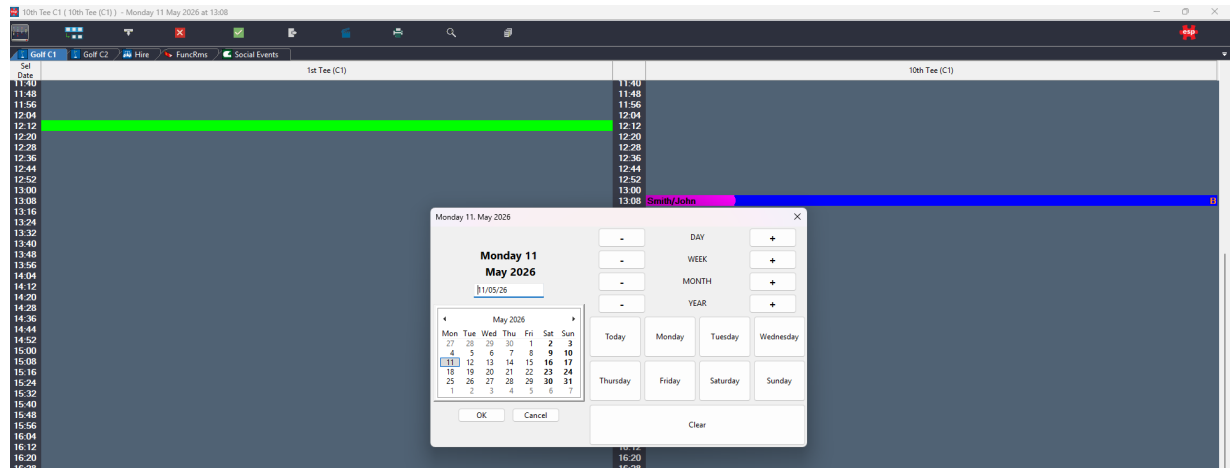 10th Tee C1 ( 10th Tee (C1) ) - Monday 11 May 2026 at 13:08
esp
Golf C1 Golf C2 Hire FuncRms Social Events
Sel Date 1st Tee (C1) 10th Tee (C1)
11:40 11:40
11:48 11:48
11:56 11:56
12:04 12:04
12:12 12:12
12:20 12:20
12:28 12:28
12:36 12:36
12:44 12:44
12:52 12:52
13:00 13:00
13:08 13:08 Smith/John B
13:16
13:24
13:32
13:40
13:48
13:56
14:04
14:12
14:20
14:28
14:36
14:44
14:52
15:00
15:08
15:16
15:24
15:32
15:40
15:48
15:56
16:04
16:12 16:12
16:20 16:20
16:28 16:28
Monday 11. May 2026
Monday 11
May 2026
11/05/26
May 2026
Mon Tue Wed Thu Fri Sat Sun
27 28 29 30 1 2 3
4 5 6 7 8 9 10
11 12 13 14 15 16 17
18 19 20 21 22 23 24
25 26 27 28 29 30 31
1 2 3 4 5 6 7
OK Cancel
- DAY +
- WEEK +
- MONTH +
- YEAR +
Today Monday Tuesday Wednesday
Thursday Friday Saturday Sunday
Clear